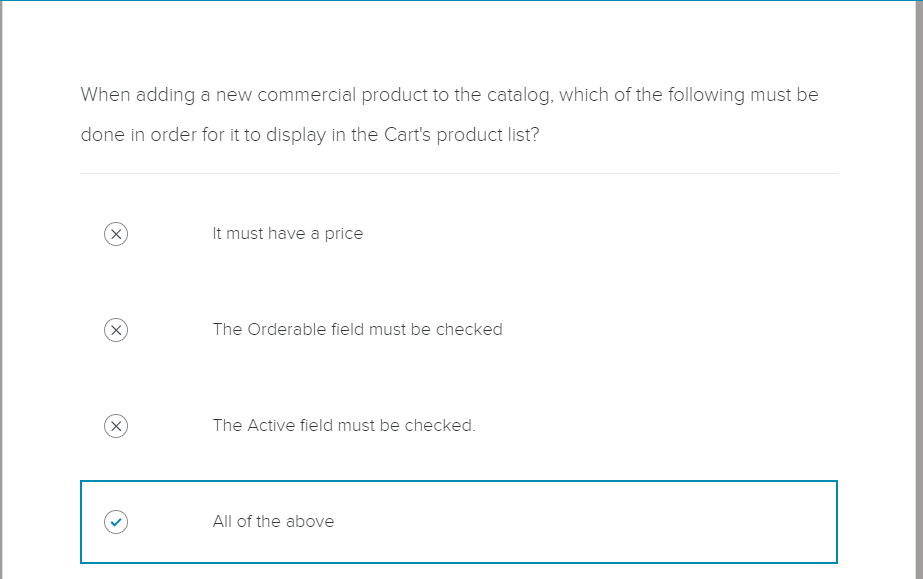 When adding a new commercial product to the catalog, which of the following must be
done in order for it to display in the Cart's product list?
It must have a price
The Orderable field must be checked
The Active field must be checked.
All of the above